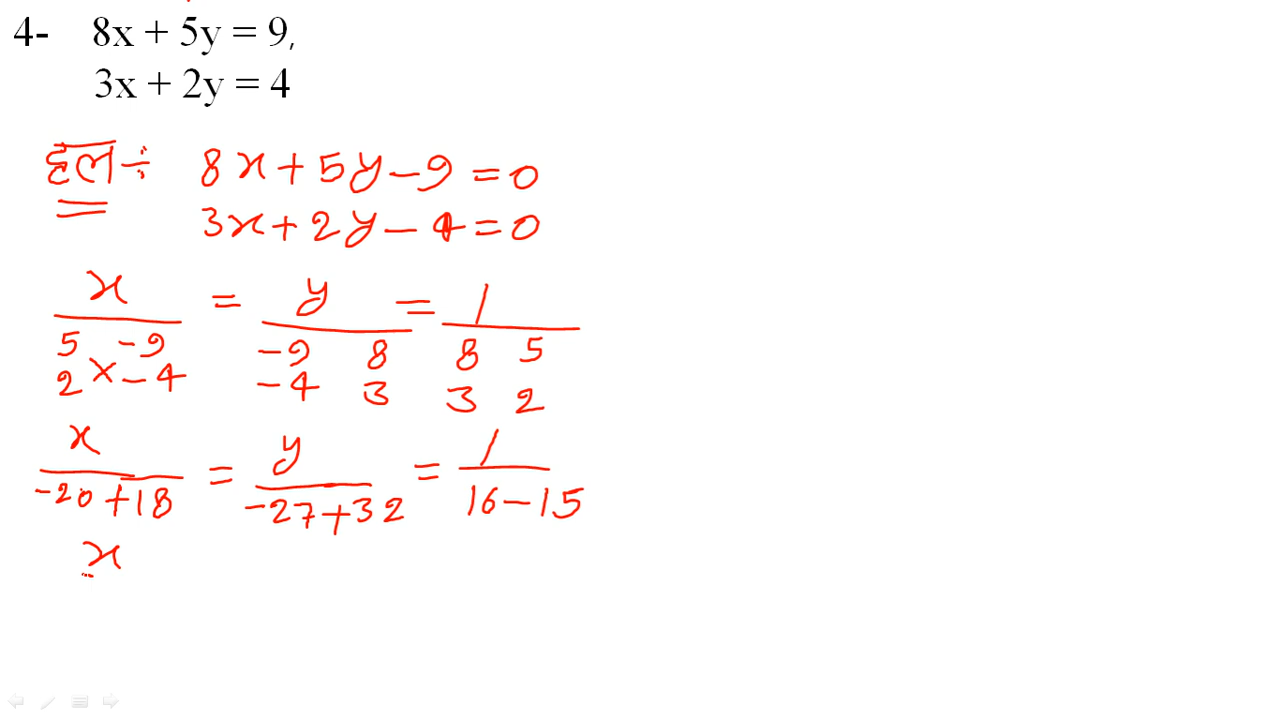 4- 8x + 5y = 9,
3x + 2y = 4
हल ÷ 8x + 5y - 9 = 0
3x + 2y - 4 = 0
x = y = 1
5 -9 -9 8 8 5
2 × -4 -4 3 3 2
x = y = 1
-20+18 -27+32 16-15
x